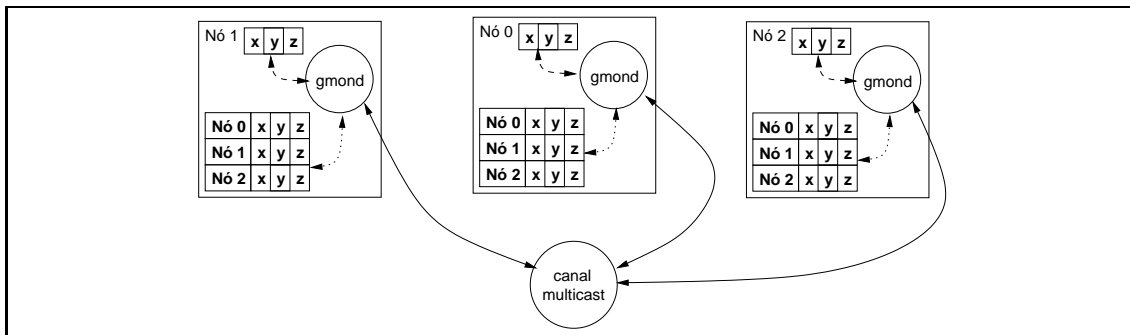 Nó 1 x y z
gmond
Nó 0 x y z
Nó 1 x y z
Nó 2 x y z
Nó 0 x y z
gmond
Nó 0 x y z
Nó 1 x y z
Nó 2 x y z
Nó 2 x y z
gmond
Nó 0 x y z
Nó 1 x y z
Nó 2 x y z
canal
multicast